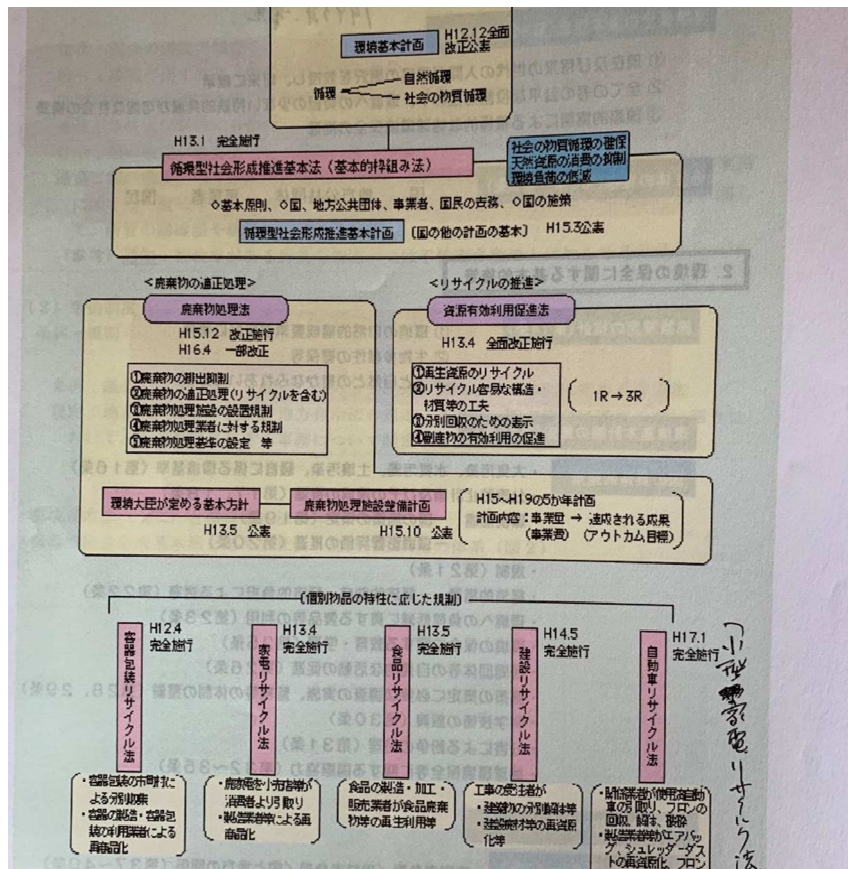 環境基本計画
H12.12全面
改正公表
循環
自然循環
社会の物質循環
H13.1 完全施行
循環型社会形成推進基本法（基本的枠組み法）
社会の物質循環の確保
天然資源の消費の抑制
環境負荷の低減
○基本原則、○国、地方公共団体、事業者、国民の責務、○国の施策
循環型社会形成推進基本計画
〔国の他の計画の基本〕 H15.3公表
<廃棄物の適正処理>
廃棄物処理法
H15.12 改正施行
H16.4 一部改正
①廃棄物の排出抑制
②廃棄物の適正処理(リサイクルを含む)
③廃棄物処理施設の設置規制
④廃棄物処理業者に対する規制
⑤廃棄物処理基準の設定 等
<リサイクルの推進>
資源有効利用促進法
H13.4 全面改正施行
①再生資源のリサイクル
②リサイクル容易な構造・
材質等の工夫
③分別回収のための表示
④副産物の有効利用の促進
1R→3R
環境大臣が定める基本方針
H13.5 公表
廃棄物処理施設整備計画
H15.10 公表
H15~H19の5か年計画
計画内容：事業量 → 達成される成果
（事業費）（アウトカム目標）
〔個別物品の特性に応じた規制〕
容器包装リサイクル法
H12.4
完全施行
・容器包装の市町村に
よる分別収集
・容器の製造・容器包
装の利用業者による
再商品化
家電リサイクル法
H13.4
完全施行
・廃家電を小売店等が
消費者より引取り
・製造業者等による再
商品化
食品リサイクル法
H13.5
完全施行
食品の製造・加工・
販売業者が食品廃棄
物等の再生利用等
建設リサイクル法
H14.5
完全施行
工事の受注者が
・建築物の分別解体等
・建設廃材等の再資源
化等
自動車リサイクル法
H17.1
完全施行
・関係業者が使用済自動
車の引取り、フロンの
回収、解体、破砕
・製造業者等がエアバッ
グ、シュレッダーダス
トの再資源化、フロン
小型家電リサイクル法
2. 環境の保全に関する基本的施策